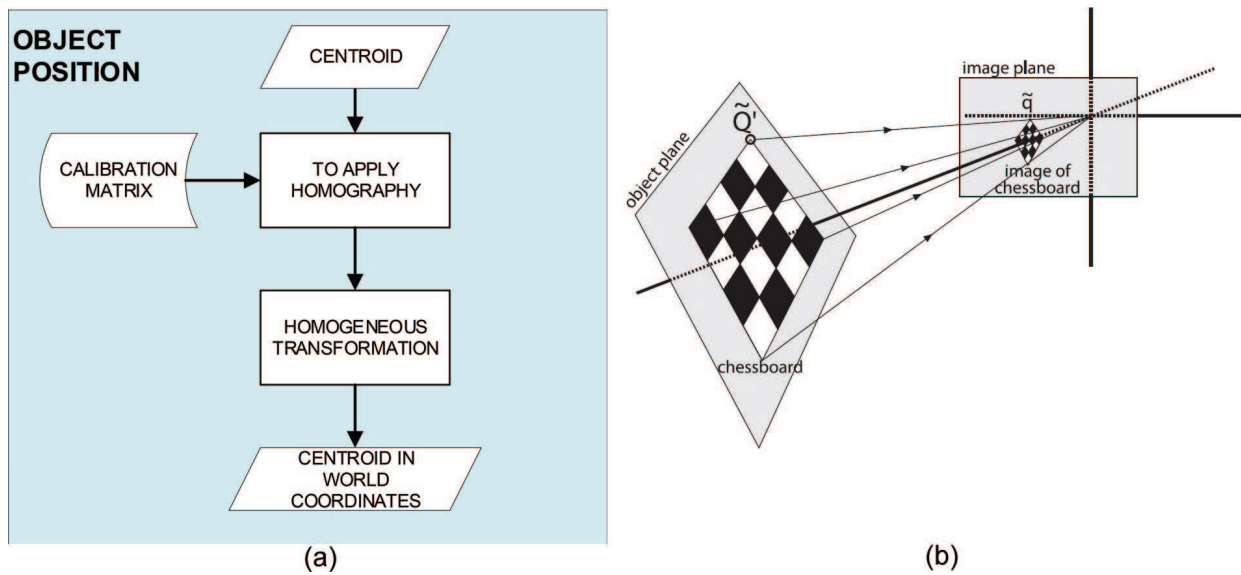 OBJECT
POSITION
CENTROID
CALIBRATION
MATRIX
TO APPLY
HOMOGRAPHY
HOMOGENEOUS
TRANSFORMATION
CENTROID IN
WORLD
COORDINATES
(a)
image plane
q̃
image of
chessboard
Q̃'
object plane
chessboard
(b)